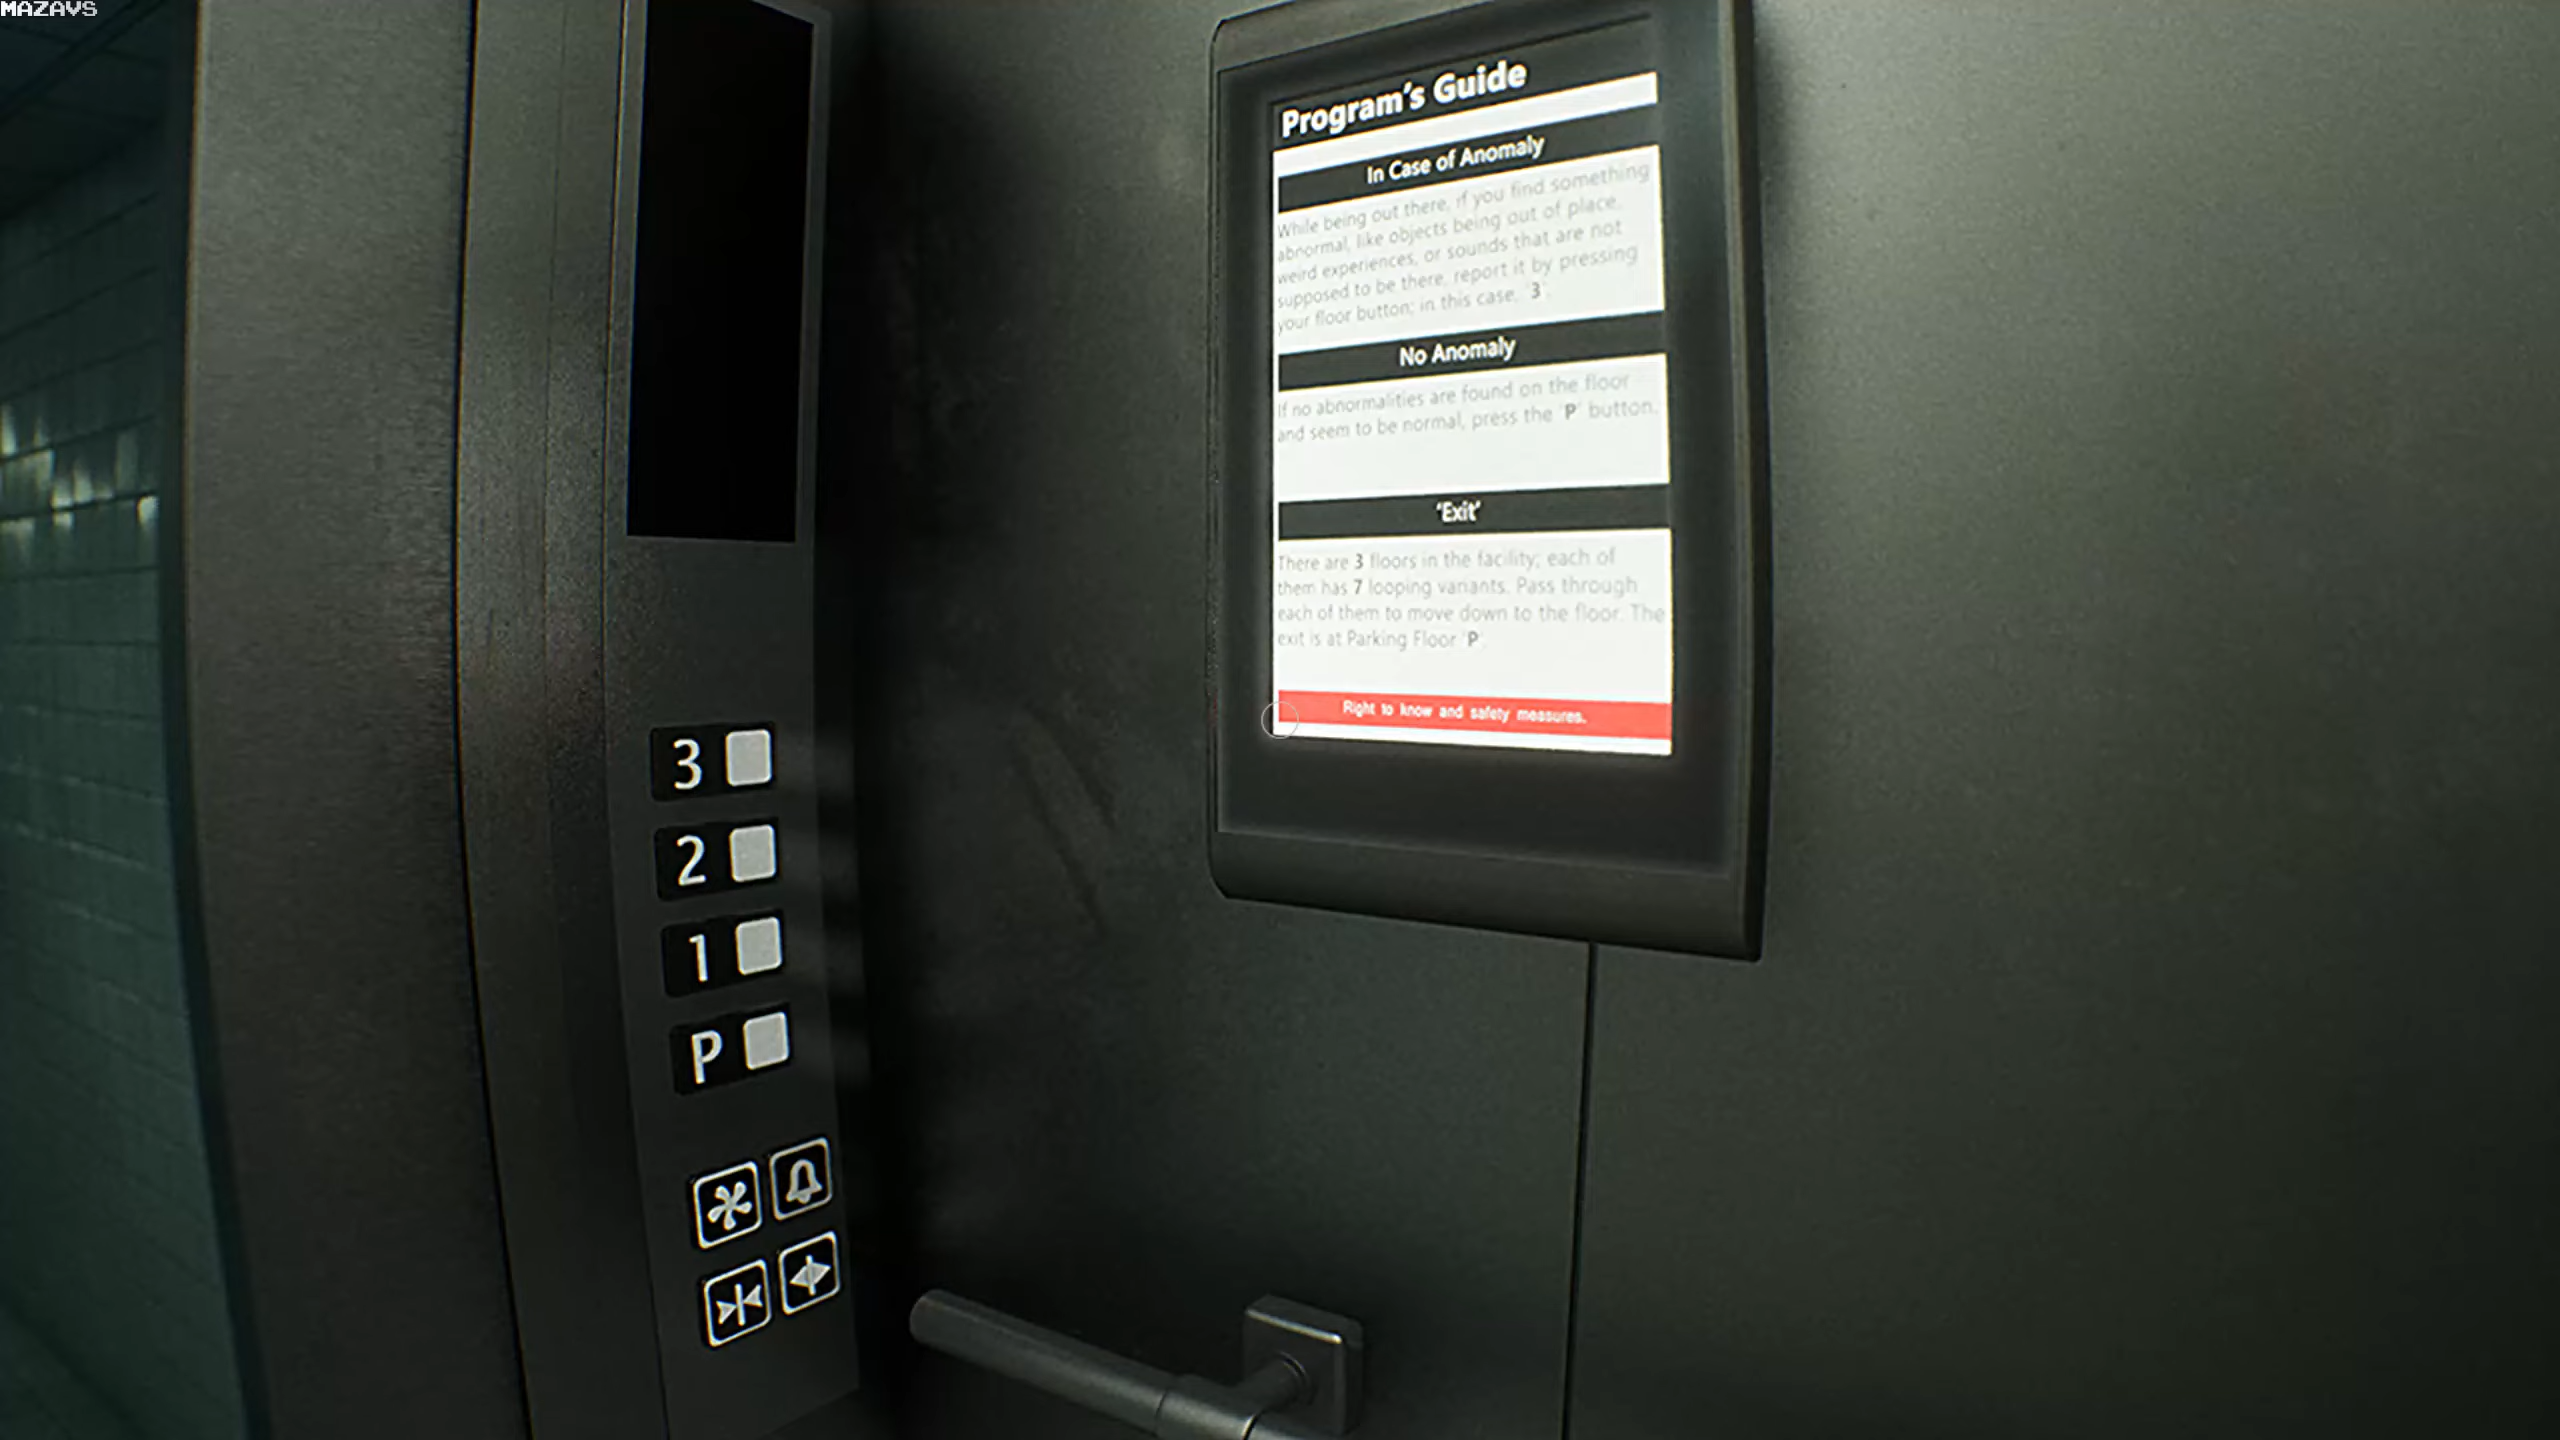 MAZAVS
Program's Guide
In Case of Anomaly
While being out there, if you find something
abnormal, like objects being out of place,
weird experiences, or sounds that are not
supposed to be there, report it by pressing
your floor button; in this case, '3'.
No Anomaly
If no abnormalities are found on the floor
and seem to be normal, press the 'P' button.
'Exit'
There are 3 floors in the facility; each of
them has 7 looping variants. Pass through
each of them to move down to the floor. The
exit is at Parking Floor 'P'.
Right to know and safety measures.
3
2
1
P